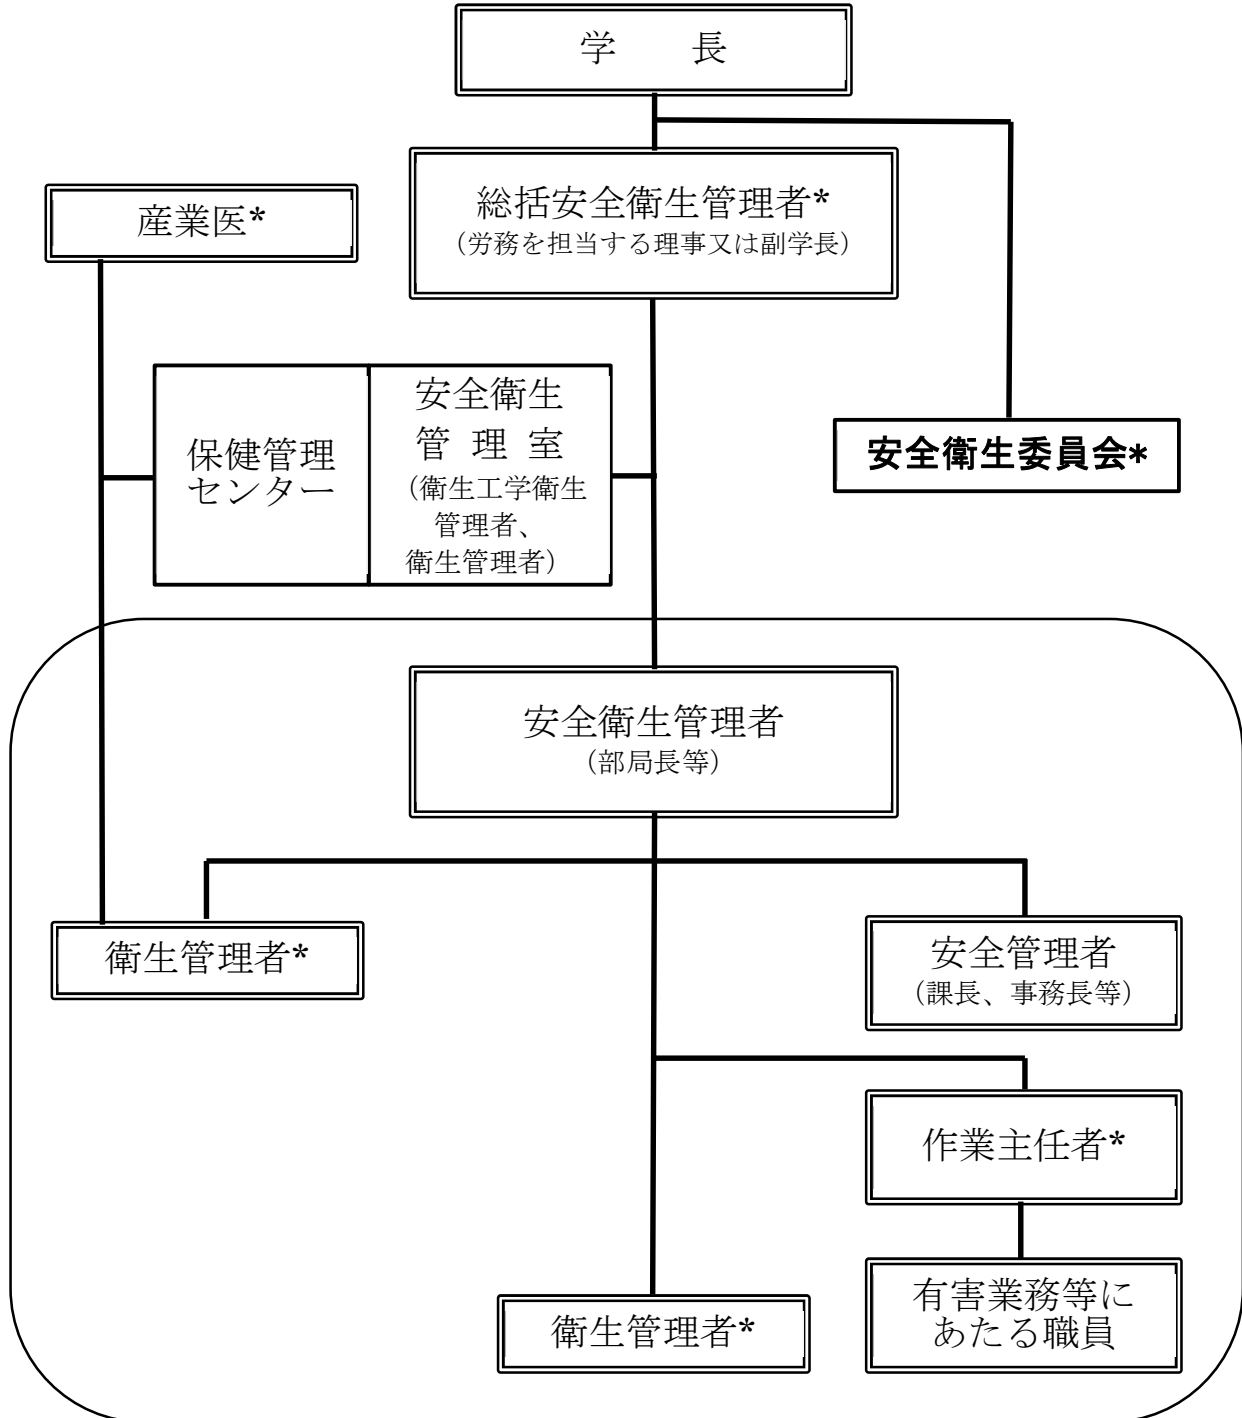 学　　長
総括安全衛生管理者*
（労務を担当する理事又は副学長）
産業医*
保健管理
センター
安全衛生
管 理 室
（衛生工学衛生
管理者、
衛生管理者）
安全衛生委員会*
安全衛生管理者
（部局長等）
衛生管理者*
安全管理者
（課長、事務長等）
作業主任者*
有害業務等に
あたる職員
衛生管理者*